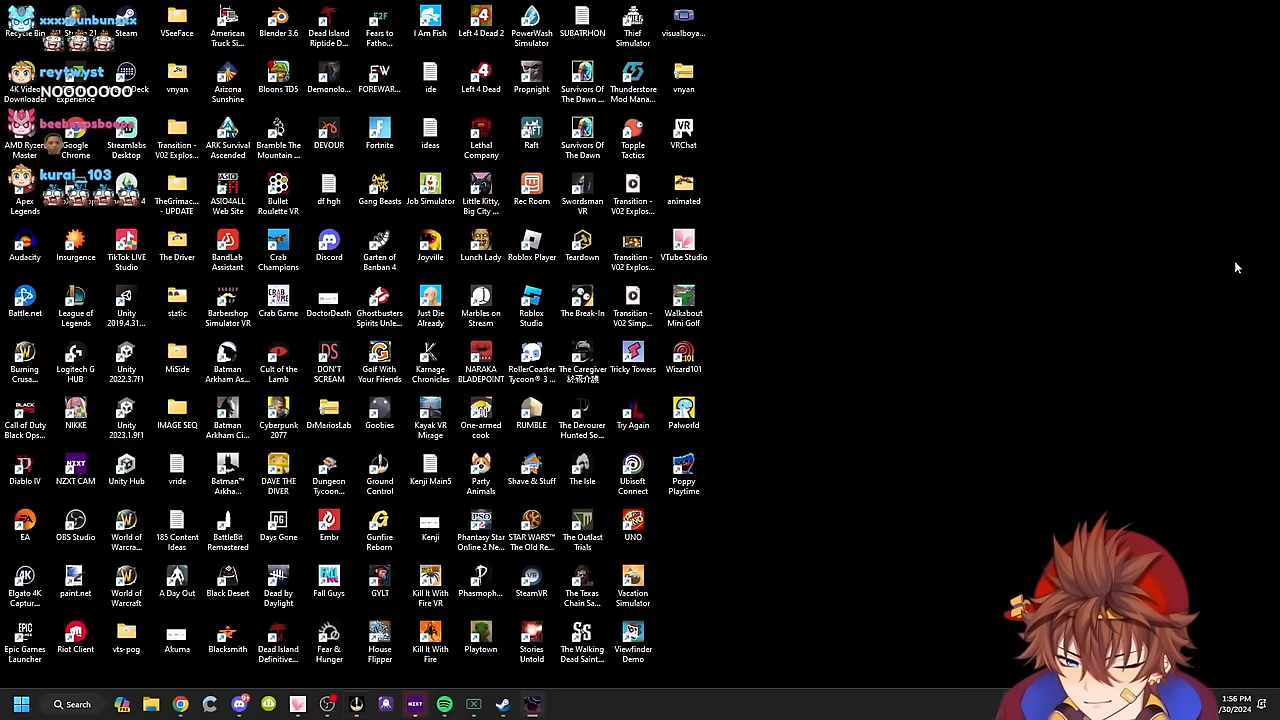 xxxxbunbunxxx
Recycle Bin
Steam
VSeeFace
American
Truck Si...
Blender 3.6
Dead Island
Riptide D...
Fears to
Fatho...
I Am Fish
Left 4 Dead 2
PowerWash
Simulator
SUBATRHON
Thief
Simulator
visualboya...
reytwyst
NOGOOOGO
4K Video
Downloader
experience
vnyan
Arizona
Sunshine
Bloons TD5
Demonolo...
FOREWAR...
ide
Left 4 Dead
Propnight
Survivors Of
The Dawn ...
Thunderstore
Mod Mana...
vnyan
AMD Ryzen
Master
Google
Chrome
Streamlabs
Desktop
Transition -
V02 Explos...
ARK Survival
Ascended
Bramble The
Mountain ...
DEVOUR
Fortnite
ideas
Lethal
Company
Raft
Survivors Of
The Dawn
Topple
Tactics
VRChat
kurai_103
Apex
Legends
TheGrimac...
- UPDATE
ASIO4ALL
Web Site
Bullet
Roulette VR
df hgh
Gang Beasts
Job Simulator
Little Kitty,
Big City ...
Rec Room
Swordsman
VR
Transition -
V02 Explos...
animated
Audacity
Insurgence
TikTok LIVE
Studio
The Driver
BandLab
Assistant
Crab
Champions
Discord
Garten of
Banban 4
Joyville
Lunch Lady
Roblox Player
Teardown
Transition -
V02 Explos...
VTube Studio
Battle.net
League of
Legends
Unity
2019.4.31...
static
Barbershop
Simulator VR
Crab Game
DoctorDeath
Ghostbusters
Spirits Unle...
Just Die
Already
Marbles on
Stream
Roblox
Studio
The Break-In
Transition -
V02 Simp...
Walkabout
Mini Golf
Burning
Crusa...
Logitech G
HUB
Unity
2022.3.7f1
MiSide
Batman
Arkham As...
Cult of the
Lamb
DON'T
SCREAM
Golf With
Your Friends
Karnage
Chronicles
NARAKA
BLADEPOINT
RollerCoaster
Tycoon® 3 ...
The Caregiver
Tricky Towers
Wizard101
Call of Duty
Black Ops...
NIKKE
Unity
2023.1.9f1
IMAGE SEQ
Batman
Arkham Ci...
Cyberpunk
2077
DrMariosLab
Goobies
Kayak VR
Mirage
One-armed
cook
RUMBLE
The Devourer
Hunted So...
Try Again
Palworld
Diablo IV
NZXT CAM
Unity Hub
vride
Batman™
Arkha...
DAVE THE
DIVER
Dungeon
Tycoon...
Ground
Control
Kenji Main5
Party
Animals
Shave & Stuff
The Isle
Ubisoft
Connect
Poppy
Playtime
EA
OBS Studio
World of
Warcra...
185 Content
Ideas
BattleBit
Remastered
Days Gone
Embr
Gunfire
Reborn
Kenji
Phantasy Star
Online 2 Ne...
STAR WARS™
The Old Re...
The Outlast
Trials
UNO
Elgato 4K
Captur...
paint.net
World of
Warcraft
A Day Out
Black Desert
Dead by
Daylight
Fall Guys
GYLT
Kill It With
Fire VR
Phasmoph...
SteamVR
The Texas
Chain Sa...
Vacation
Simulator
Epic Games
Launcher
Riot Client
vts-pog
Akuma
Blacksmith
Dead Island
Definitive...
Fear &
Hunger
House
Flipper
Kill It With
Fire
Playtown
Stories
Untold
The Walking
Dead Saint...
Viewfinder
Demo
Search
1:56 PM
/30/2024